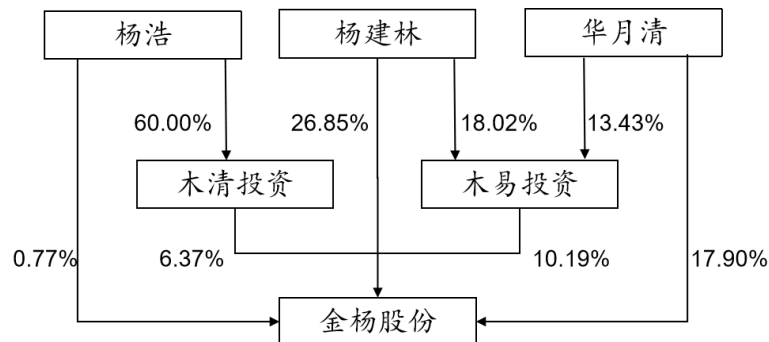 杨浩
杨建林
华月清
60.00%
26.85%
18.02%
13.43%
木清投资
木易投资
0.77%
6.37%
10.19%
17.90%
金杨股份